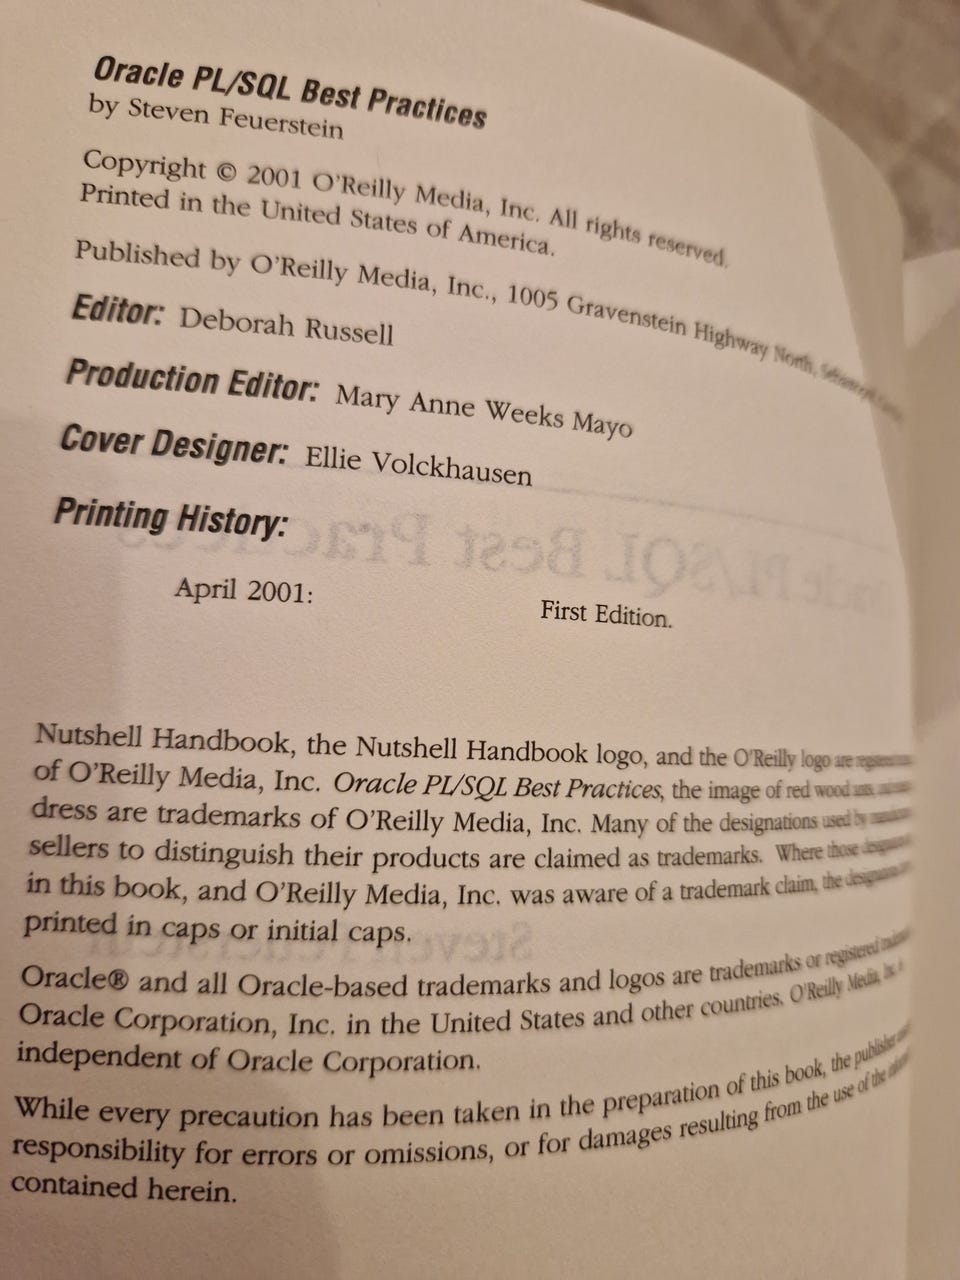 Oracle PL/SQL Best Practices
by Steven Feuerstein
Copyright © 2001 O'Reilly Media, Inc. All rights reserved.
Printed in the United States of America.
Published by O'Reilly Media, Inc., 1005 Gravenstein Highway North,
Editor: Deborah Russell
Production Editor: Mary Anne Weeks Mayo
Cover Designer: Ellie Volckhausen
Printing History:
April 2001: First Edition.
Nutshell Handbook, the Nutshell Handbook logo, and the O'Reilly logo are
of O'Reilly Media, Inc. Oracle PL/SQL Best Practices, the image of red wood
dress are trademarks of O'Reilly Media, Inc. Many of the designations used by
sellers to distinguish their products are claimed as trademarks. Where those
in this book, and O'Reilly Media, Inc. was aware of a trademark claim, the
printed in caps or initial caps.
Oracle® and all Oracle-based trademarks and logos are trademarks or registered
Oracle Corporation, Inc. in the United States and other countries. O'Reilly Media,
independent of Oracle Corporation.
While every precaution has been taken in the preparation of this book, the publisher
responsibility for errors or omissions, or for damages resulting from the use of the
contained herein.